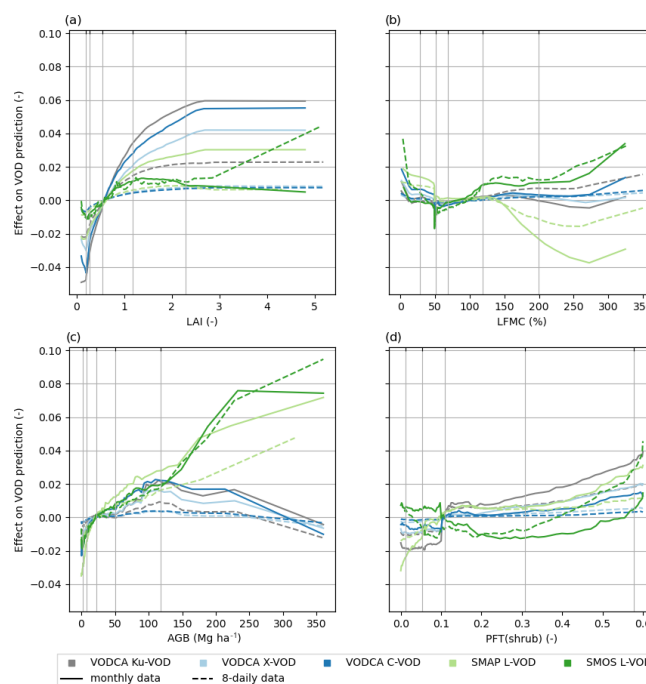 (a)
(b)
0.10
0.08
0.06
0.04
0.02
0.00
−0.02
−0.04
Effect on VOD prediction (-)
0 1 2 3 4 5
0 50 100 150 200 250 300 350
LAI (-)
LFMC (%)
(c)
(d)
0.10
0.08
0.06
0.04
0.02
0.00
−0.02
−0.04
Effect on VOD prediction (-)
0 50 100 150 200 250 300 350
0.0 0.1 0.2 0.3 0.4 0.5 0.6
AGB (Mg ha⁻¹)
PFT(shrub) (-)
VODCA Ku-VOD VODCA X-VOD VODCA C-VOD SMAP L-VOD SMOS L-VOD
monthly data 8-daily data